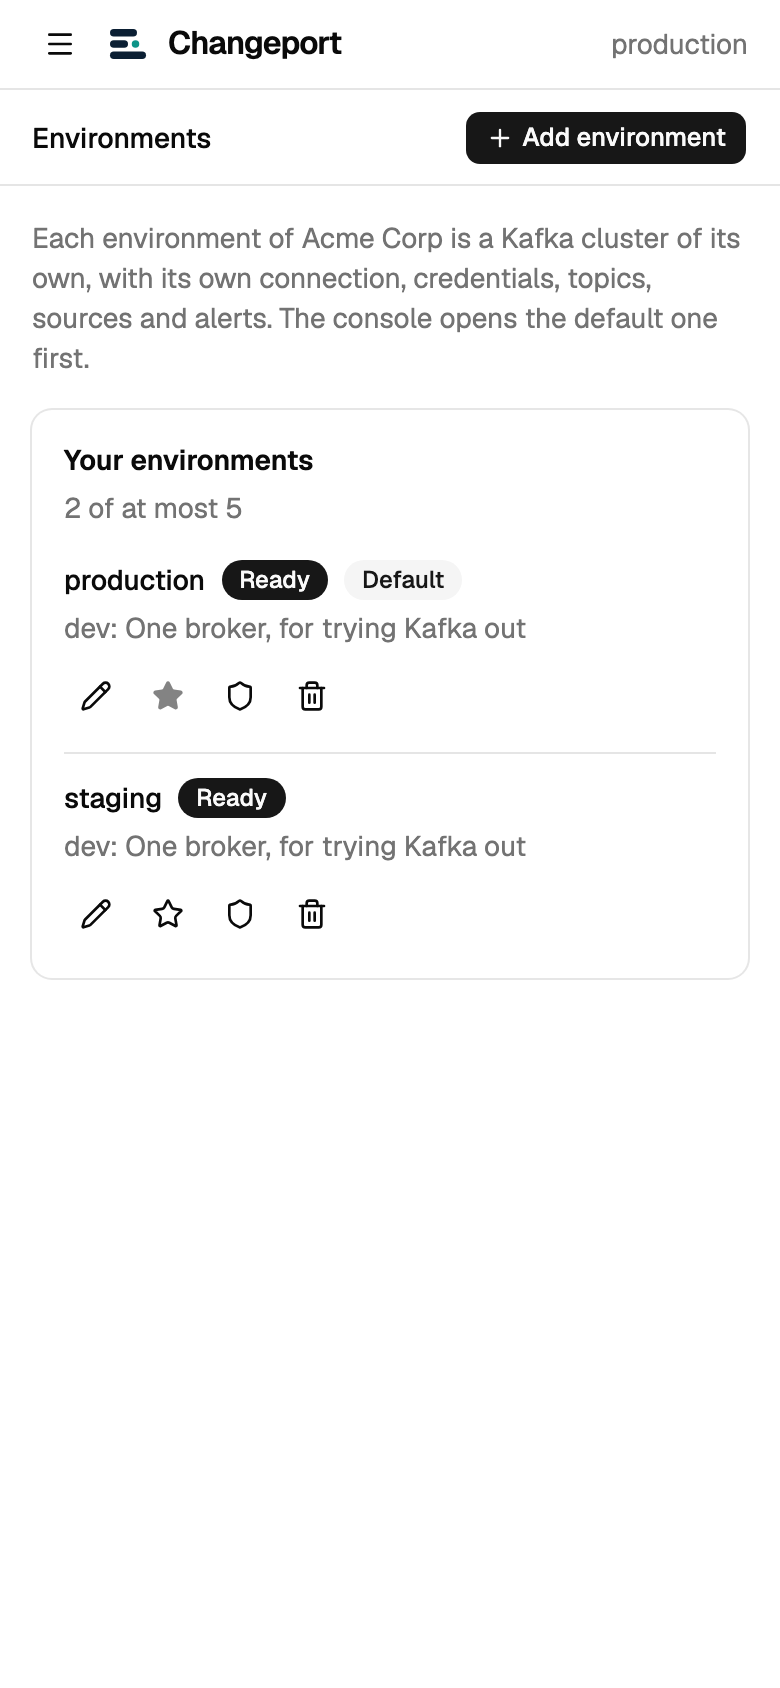 Changeport
production
Environments
Add environment
Each environment of Acme Corp is a Kafka cluster of its
own, with its own connection, credentials, topics,
sources and alerts. The console opens the default one
first.
Your environments
2 of at most 5
production Ready Default
dev: One broker, for trying Kafka out
staging Ready
dev: One broker, for trying Kafka out